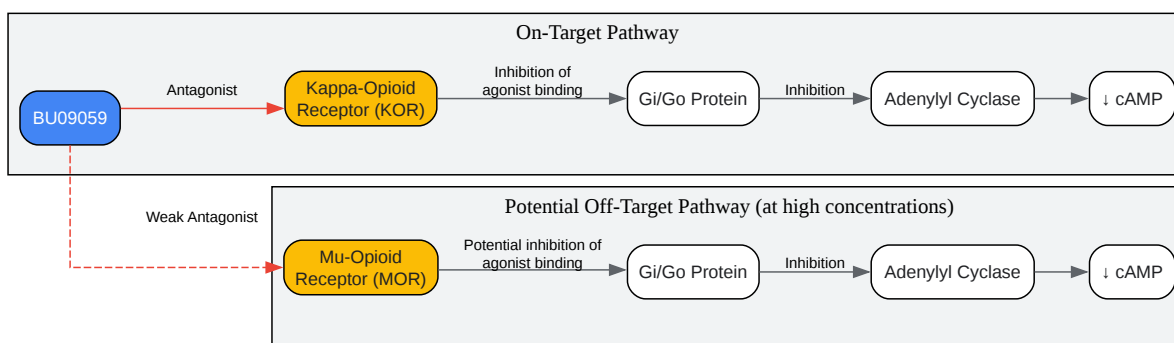 On-Target Pathway
BU09059
Antagonist
Kappa-Opioid
Receptor (KOR)
Inhibition of
agonist binding
Gi/Go Protein
Inhibition
Adenylyl Cyclase
↓ cAMP
Weak Antagonist
Potential Off-Target Pathway (at high concentrations)
Mu-Opioid
Receptor (MOR)
Potential inhibition of
agonist binding
Gi/Go Protein
Inhibition
Adenylyl Cyclase
↓ cAMP